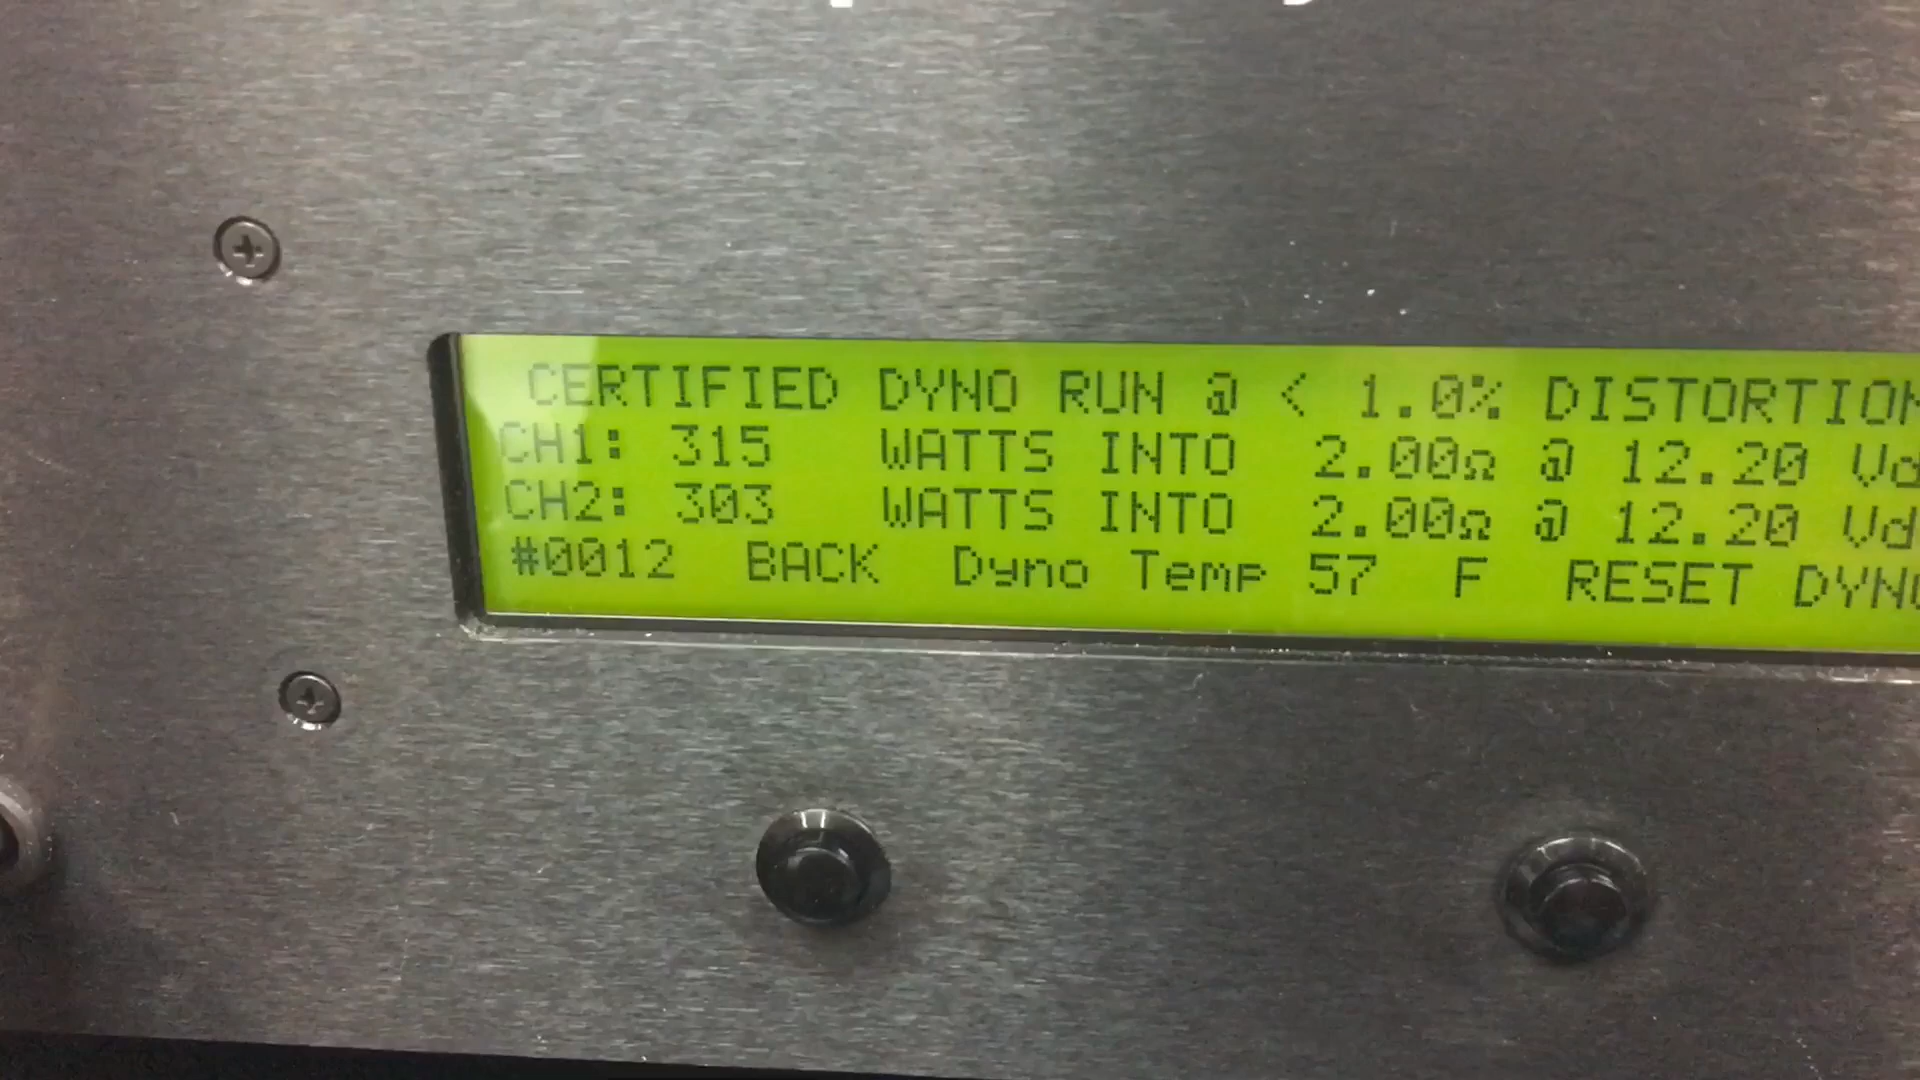 CERTIFIED DYNO RUN @ < 1.0% DISTORTION
CH1: 315 WATTS INTO 2.00Ω @ 12.20 Vd
CH2: 303 WATTS INTO 2.00Ω @ 12.20 Vd
#0012 BACK Dyno Temp 57 F RESET DYNO